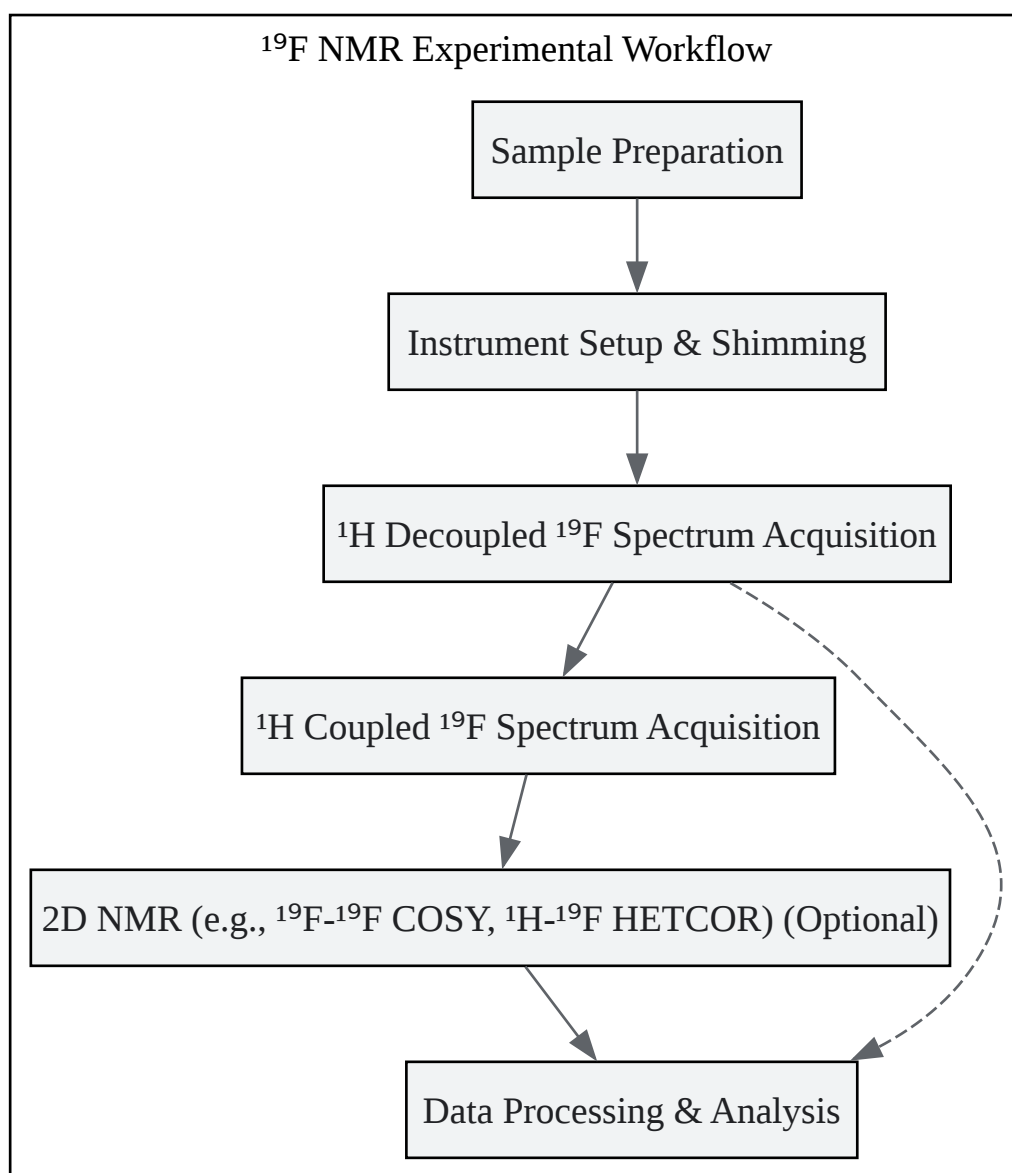 ¹⁹F NMR Experimental Workflow
Sample Preparation
Instrument Setup & Shimming
¹H Decoupled ¹⁹F Spectrum Acquisition
¹H Coupled ¹⁹F Spectrum Acquisition
2D NMR (e.g., ¹⁹F-¹⁹F COSY, ¹H-¹⁹F HETCOR) (Optional)
Data Processing & Analysis